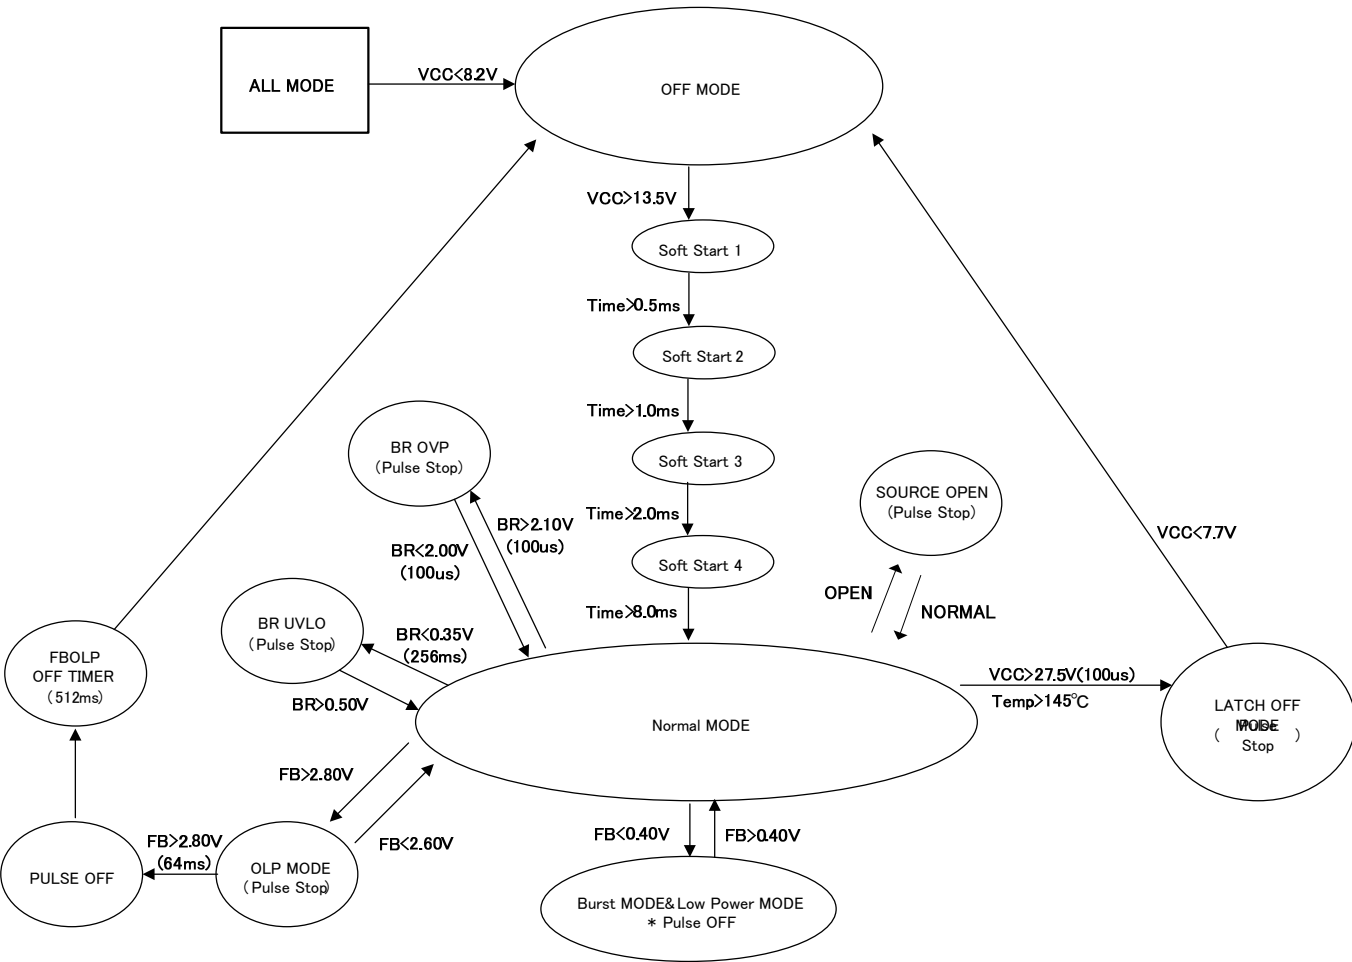 ALL MODE
VCC<8.2V
OFF MODE
VCC>13.5V
Soft Start 1
Time>0.5ms
Soft Start 2
Time>1.0ms
Soft Start 3
Time>2.0ms
Soft Start 4
Time>8.0ms
BR OVP
(Pulse Stop)
BR>2.10V
(100us)
BR<2.00V
(100us)
SOURCE OPEN
(Pulse Stop)
OPEN
NORMAL
VCC<7.7V
BR UVLO
(Pulse Stop)
BR<0.35V
(256ms)
BR>0.50V
FBOLP
OFF TIMER
(512ms)
Normal MODE
VCC>27.5V(100us)
Temp>145℃
LATCH OFF
MODE
( Pulse )
Stop
FB>2.80V
FB<2.60V
FB<0.40V
FB>0.40V
FB>2.80V
(64ms)
PULSE OFF
OLP MODE
(Pulse Stop)
Burst MODE&Low Power MODE
* Pulse OFF